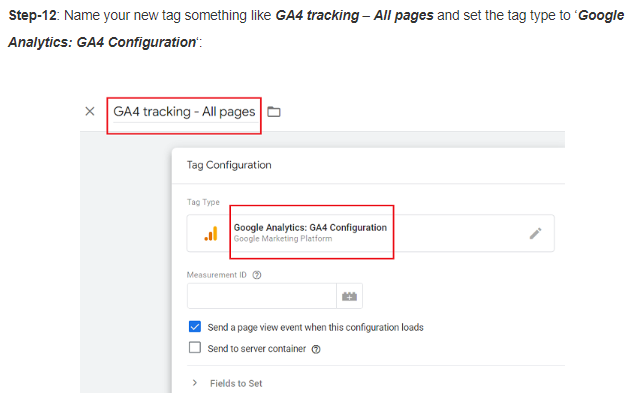 Step-12: Name your new tag something like GA4 tracking – All pages and set the tag type to ‘Google
Analytics: GA4 Configuration‘:
GA4 tracking - All pages
Tag Configuration
Tag Type
Google Analytics: GA4 Configuration
Google Marketing Platform
Measurement ID
Send a page view event when this configuration loads
Send to server container
Fields to Set